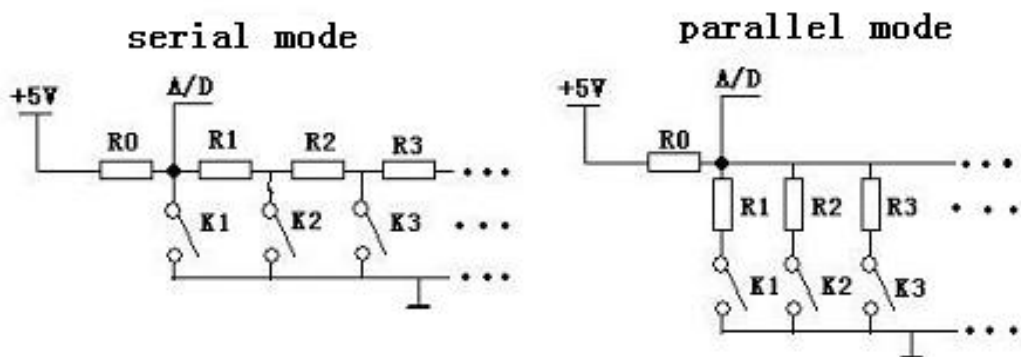 serial mode
+5V
A/D
R0
R1
R2
R3
K1
K2
K3
parallel mode
+5V
A/D
R0
R1
R2
R3
K1
K2
K3